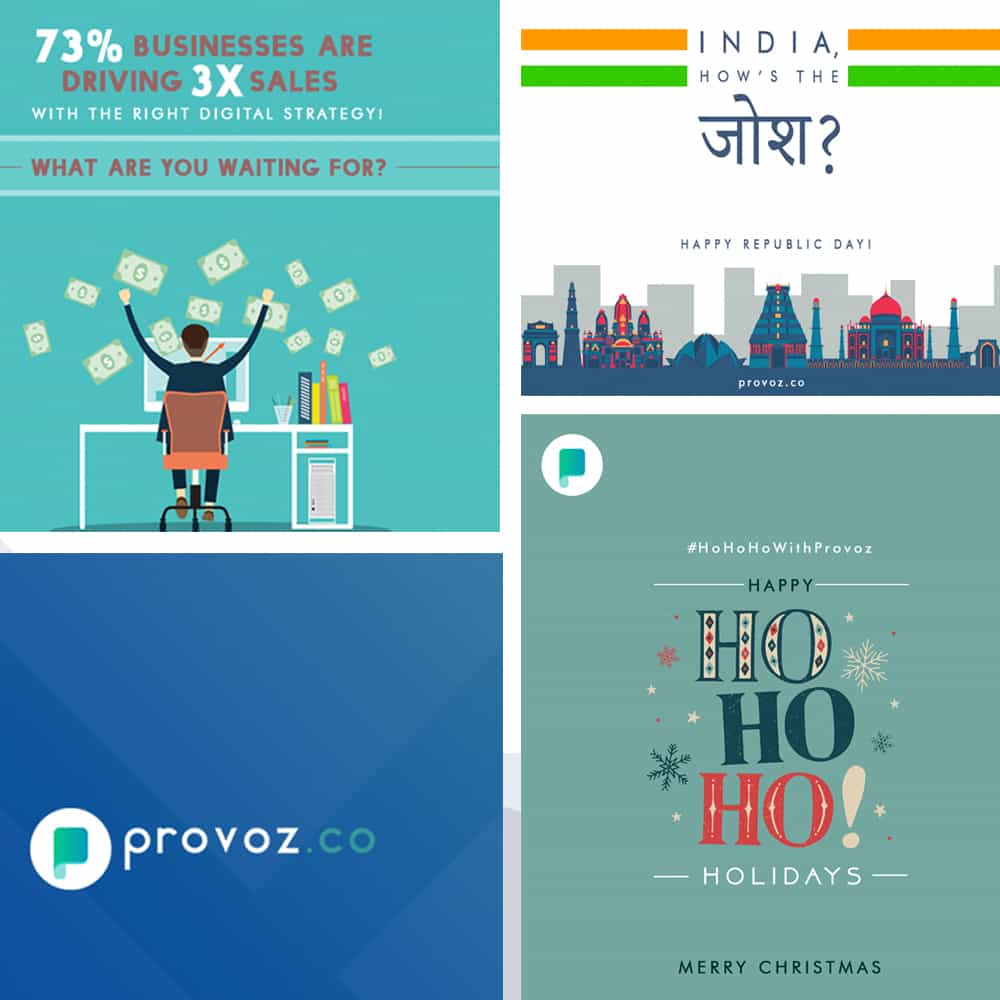 73% BUSINESSES ARE
DRIVING 3X SALES
WITH THE RIGHT DIGITAL STRATEGY!
WHAT ARE YOU WAITING FOR?
INDIA,
HOW'S THE
जोश?
HAPPY REPUBLIC DAY!
provoz.co
#HoHoHoWithProvoz
HAPPY
HO
HO
HO!
HOLIDAYS
MERRY CHRISTMAS
provoz.co